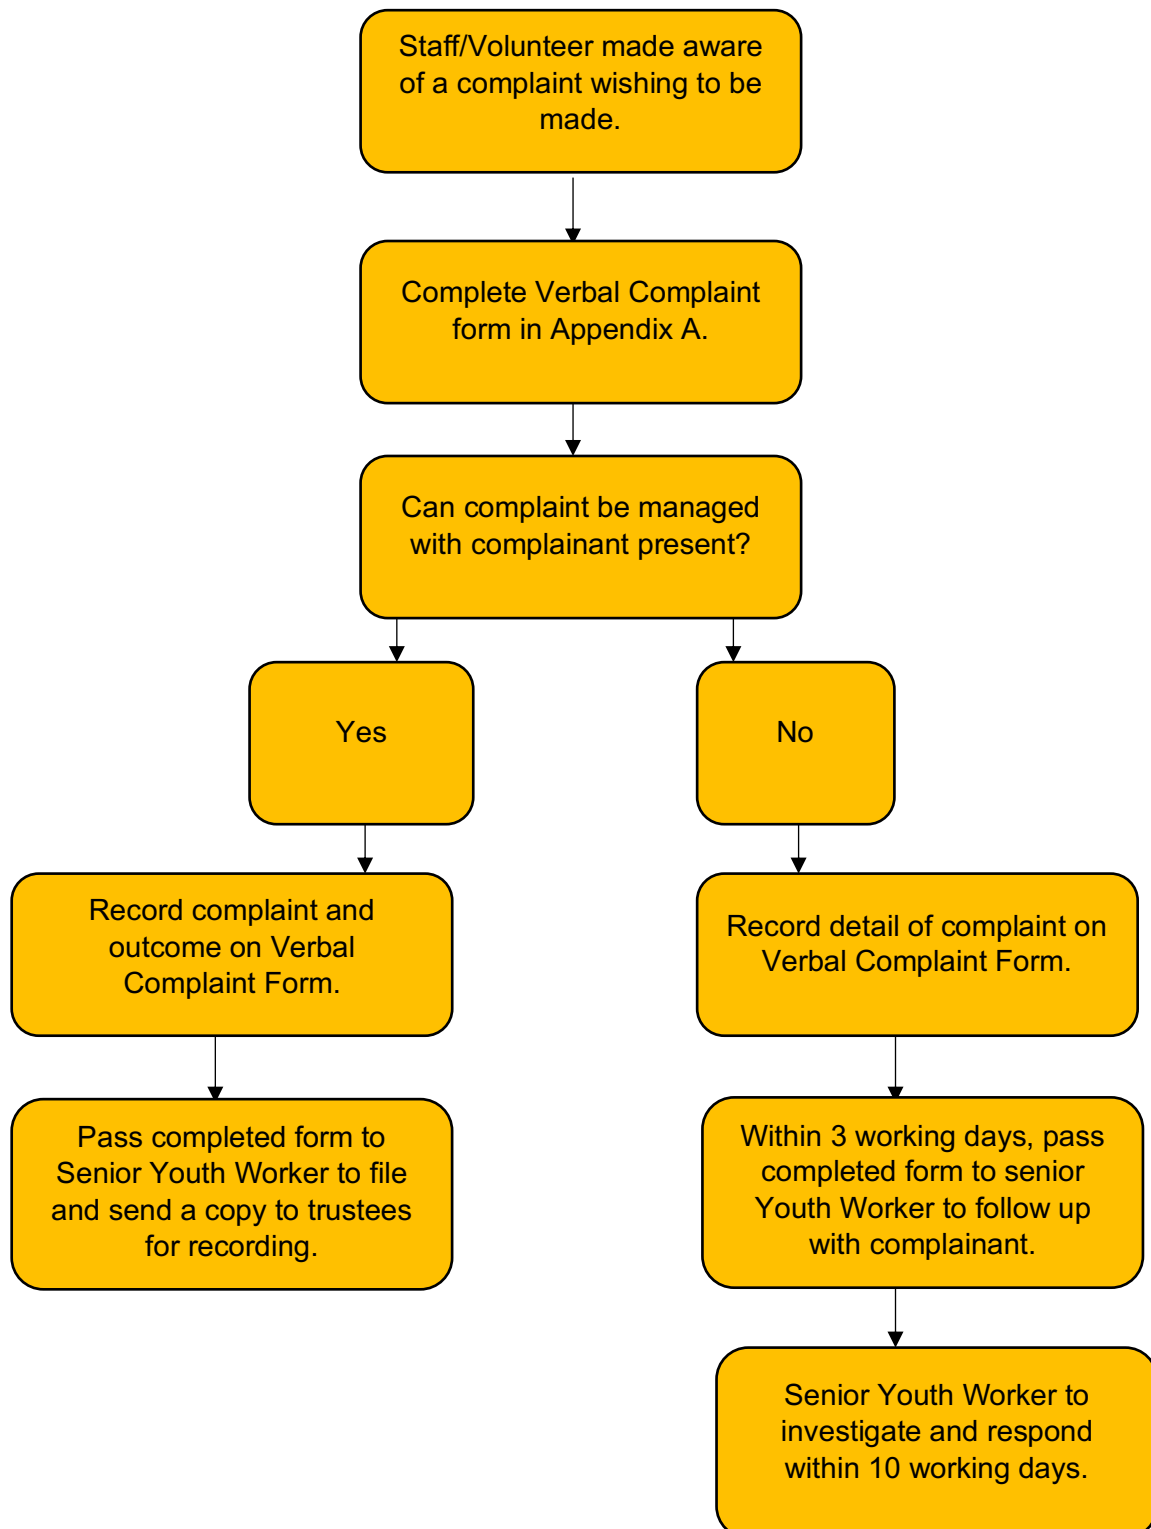 Staff/Volunteer made aware
of a complaint wishing to be
made.
Complete Verbal Complaint
form in Appendix A.
Can complaint be managed
with complainant present?
Yes
No
Record complaint and
outcome on Verbal
Complaint Form.
Record detail of complaint on
Verbal Complaint Form.
Pass completed form to
Senior Youth Worker to file
and send a copy to trustees
for recording.
Within 3 working days, pass
completed form to senior
Youth Worker to follow up
with complainant.
Senior Youth Worker to
investigate and respond
within 10 working days.